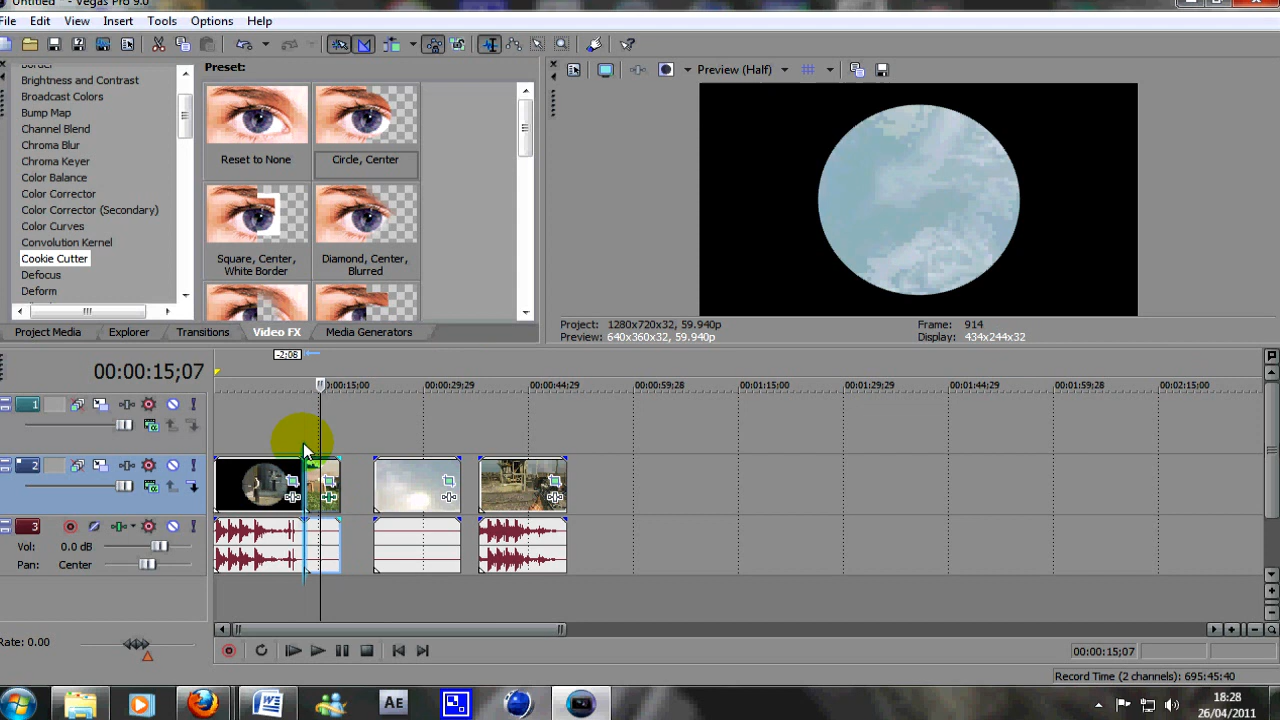 Untitled * - Vegas Pro 9.0
File Edit View Insert Tools Options Help
Border
Brightness and Contrast
Broadcast Colors
Bump Map
Channel Blend
Chroma Blur
Chroma Keyer
Color Balance
Color Corrector
Color Corrector (Secondary)
Color Curves
Convolution Kernel
Cookie Cutter
Defocus
Deform
Preset:
Reset to None
Circle, Center
Square, Center, White Border
Diamond, Center, Blurred
Project Media Explorer Transitions Video FX Media Generators
Preview (Half)
Project: 1280x720x32, 59.940p
Preview: 640x360x32, 59.940p
Frame: 914
Display: 434x244x32
00:00:15;07
-2:08
00:00:15:00 00:00:29;29 00:00:44;29 00:00:59;28 00:01:15;00 00:01:29;29 00:01:44;29 00:01:59;28 00:02:15;00
1
2
3
Vol: 0.0 dB
Pan: Center
Rate: 0.00
00:00:15;07
Record Time (2 channels): 695:45:40
AE
18:28
26/04/2011